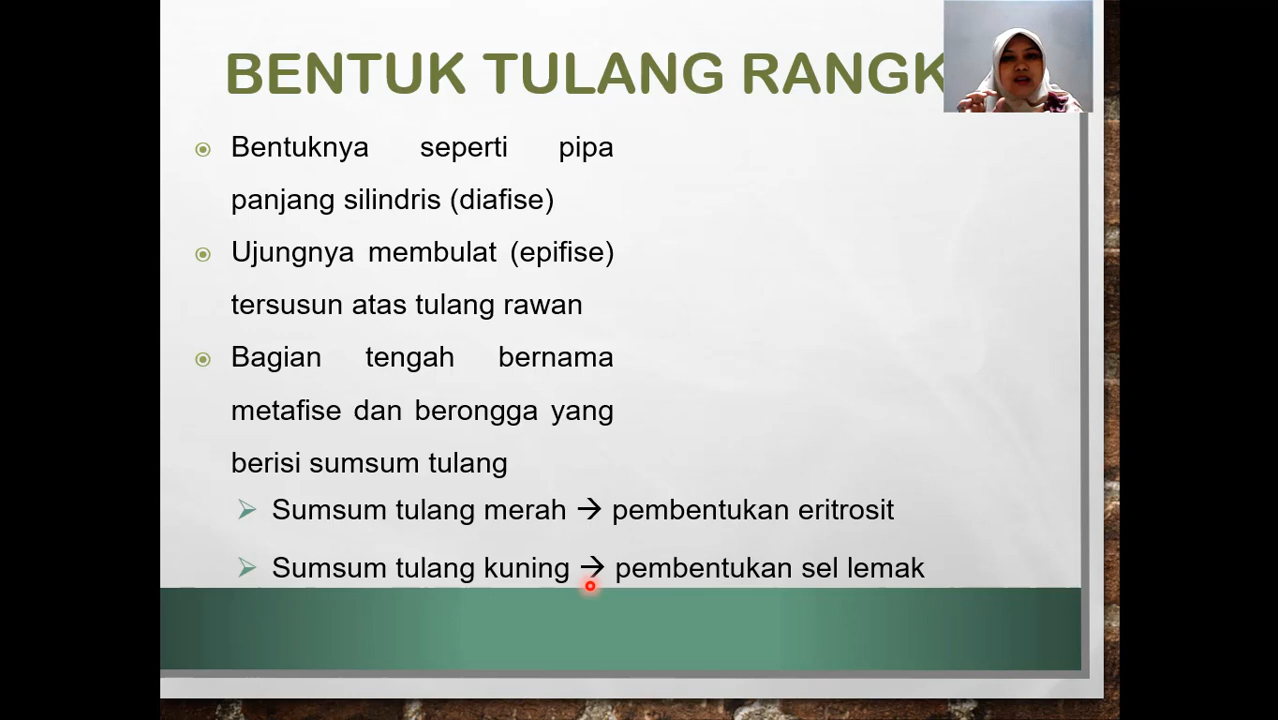 BENTUK TULANG RANGK
Bentuknya seperti pipa
panjang silindris (diafise)
Ujungnya membulat (epifise)
tersusun atas tulang rawan
Bagian tengah bernama
metafise dan berongga yang
berisi sumsum tulang
Sumsum tulang merah → pembentukan eritrosit
Sumsum tulang kuning → pembentukan sel lemak